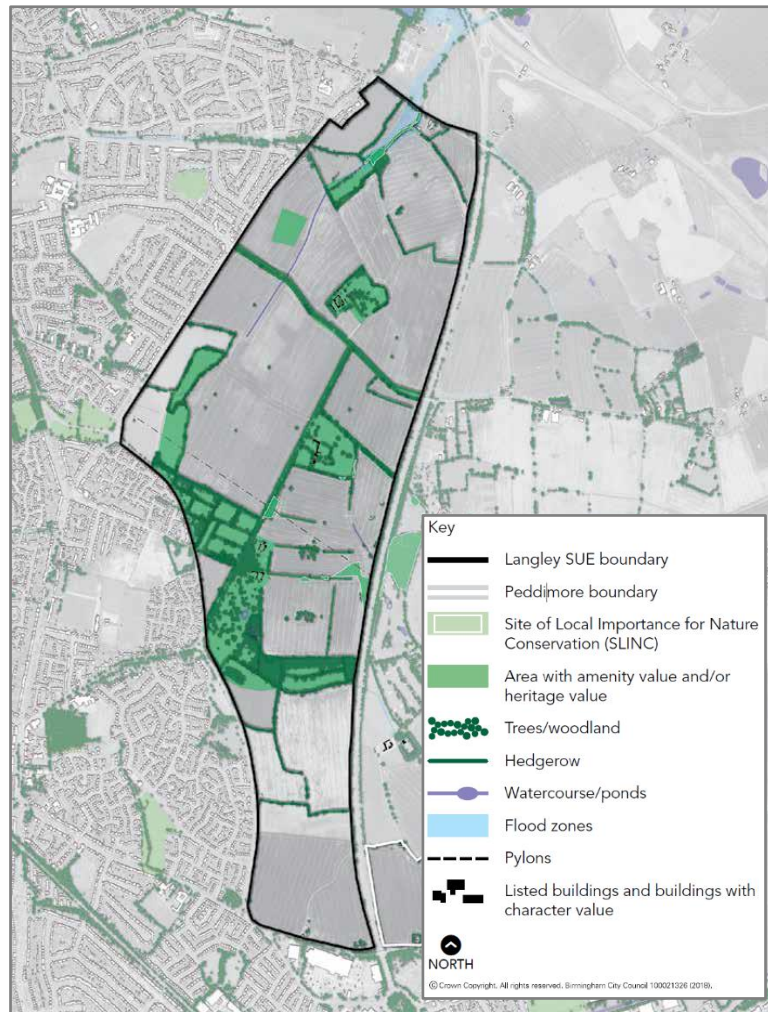 Key
Langley SUE boundary
Peddimore boundary
Site of Local Importance for Nature
Conservation (SLINC)
Area with amenity value and/or
heritage value
Trees/woodland
Hedgerow
Watercourse/ponds
Flood zones
Pylons
Listed buildings and buildings with
character value
NORTH
© Crown Copyright. All rights reserved. Birmingham City Council 100021326 (2018).